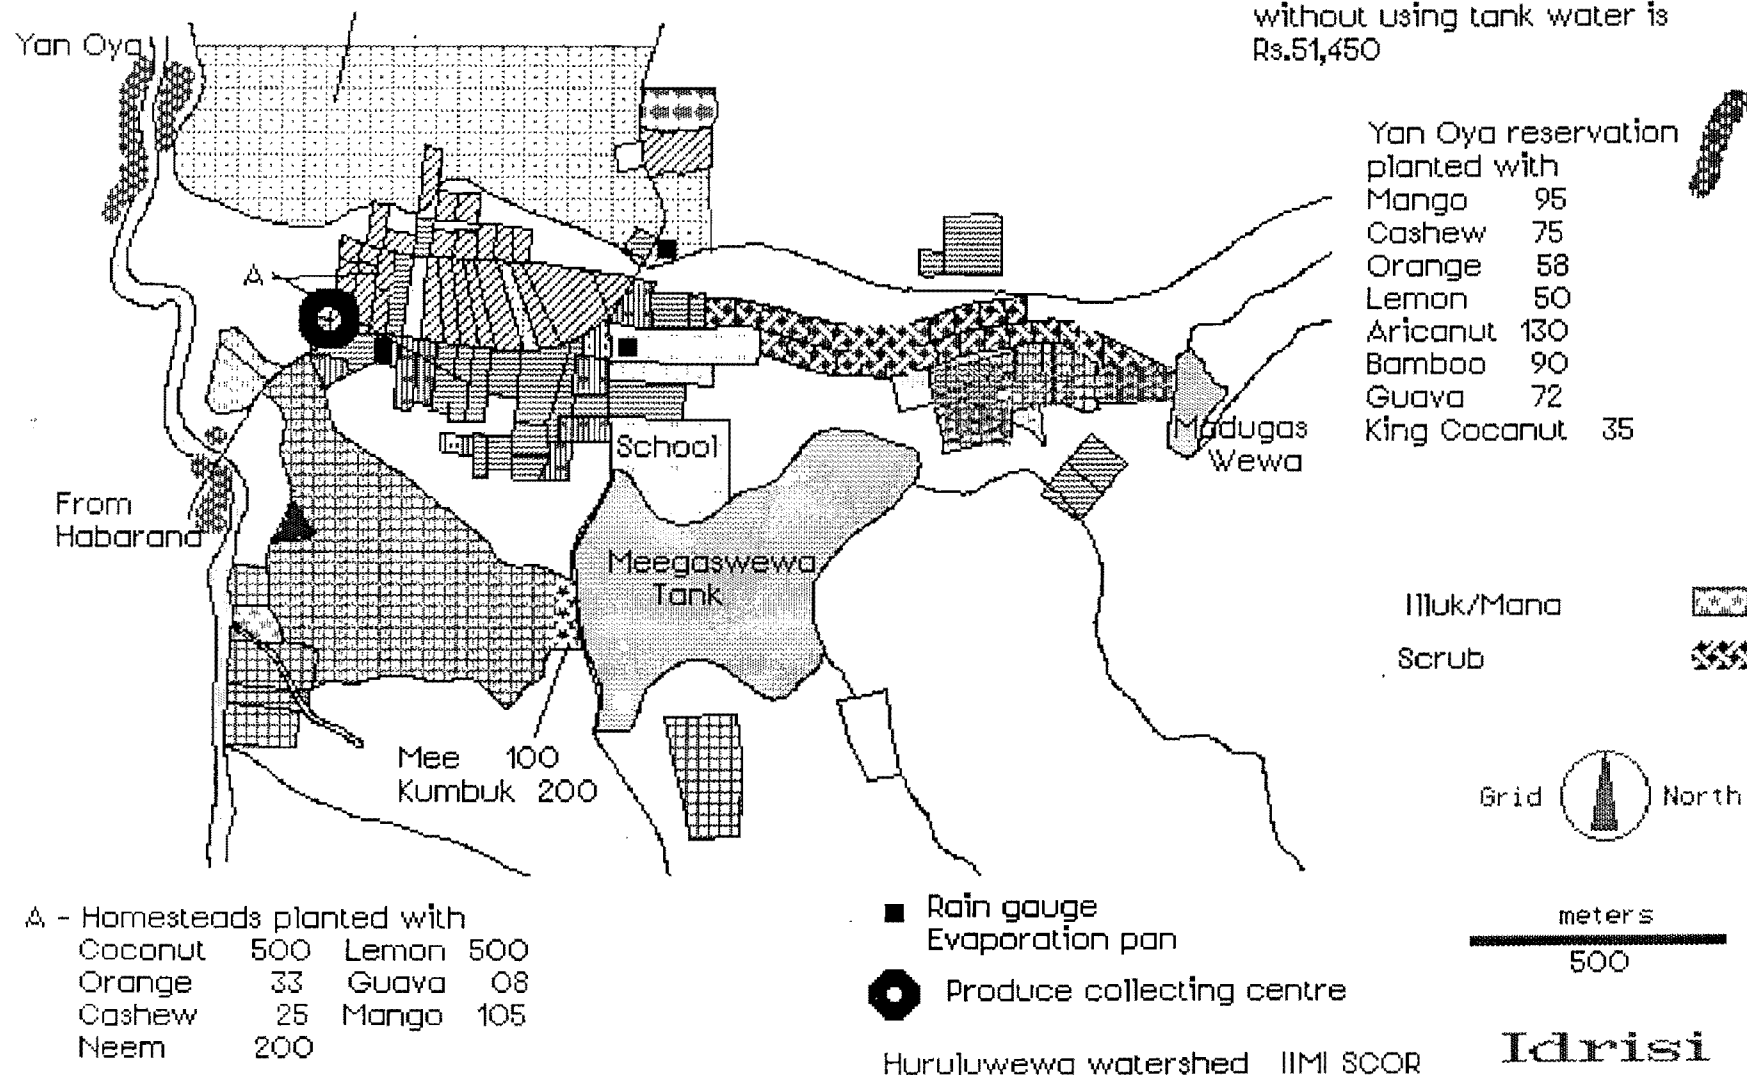 without using tank water is
Rs.51,450
Yan Oya
Yan Oya reservation
planted with
Mango 95
Cashew 75
Orange 58
Lemon 50
Aricanut 130
Bamboo 90
Guava 72
King Cocanut 35
A
School
Madugas
Wewa
From
Habarana
Meegaswewa
Tank
Illuk/Mana
Scrub
Mee 100
Kumbuk 200
Grid North
A - Homesteads planted with
Coconut 500 Lemon 500
Orange 33 Guava 08
Cashew 25 Mango 105
Neem 200
Rain gauge
Evaporation pan
Produce collecting centre
meters
500
Huruluwewa watershed IIMI SCOR
Idrisi